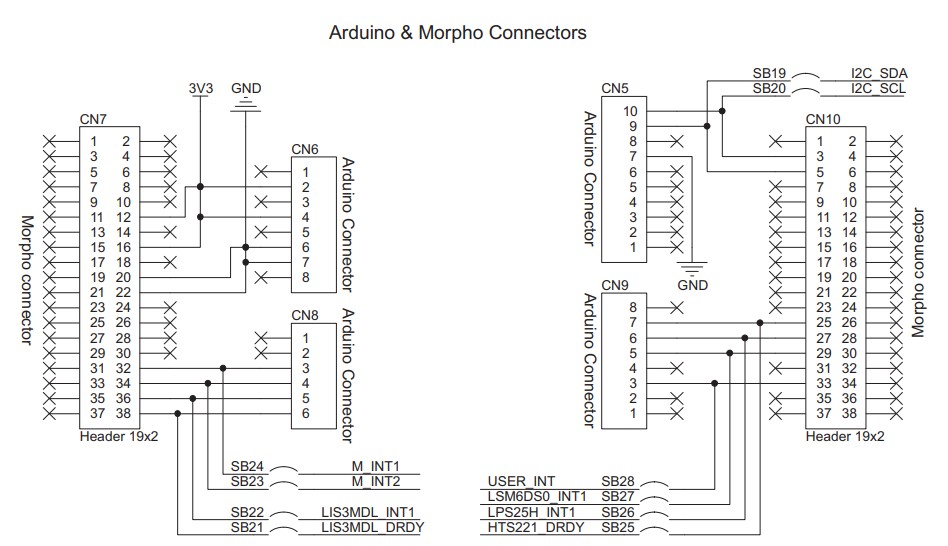 Arduino & Morpho Connectors
3V3
GND
CN7
1 2
3 4
5 6
7 8
9 10
11 12
13 14
15 16
17 18
19 20
21 22
23 24
25 26
27 28
29 30
31 32
33 34
35 36
37 38
Header 19x2
Morpho connector
CN6
1
2
3
4
5
6
7
8
Arduino Connector
CN8
1
2
3
4
5
6
Arduino Connector
SB24 M_INT1
SB23 M_INT2
SB22 LIS3MDL_INT1
SB21 LIS3MDL_DRDY
SB19 I2C_SDA
SB20 I2C_SCL
CN5
10
9
8
7
6
5
4
3
2
1
Arduino Connector
GND
CN9
8
7
6
5
4
3
2
1
Arduino Connector
CN10
1 2
3 4
5 6
7 8
9 10
11 12
13 14
15 16
17 18
19 20
21 22
23 24
25 26
27 28
29 30
31 32
33 34
35 36
37 38
Header 19x2
Morpho connector
USER_INT SB28
LSM6DS0_INT1 SB27
LPS25H_INT1 SB26
HTS221_DRDY SB25